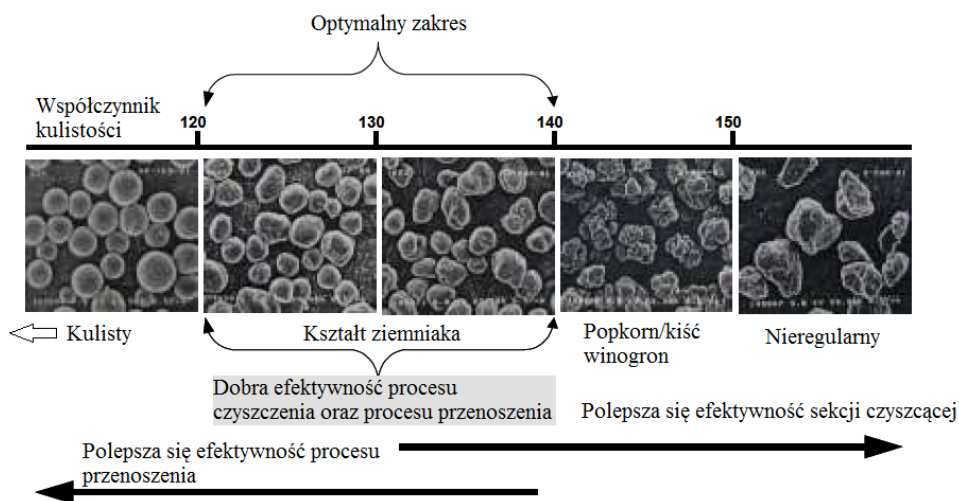 Optymalny zakres
Współczynnik
kulistości
120
130
140
150
Kulisty
Kształt ziemniaka
Popkorn/kiść
winogron
Nieregularny
Dobra efektywność procesu
czyszczenia oraz procesu przenoszenia
Polepsza się efektywność sekcji czyszcącej
Polepsza się efektywność procesu
przenoszenia